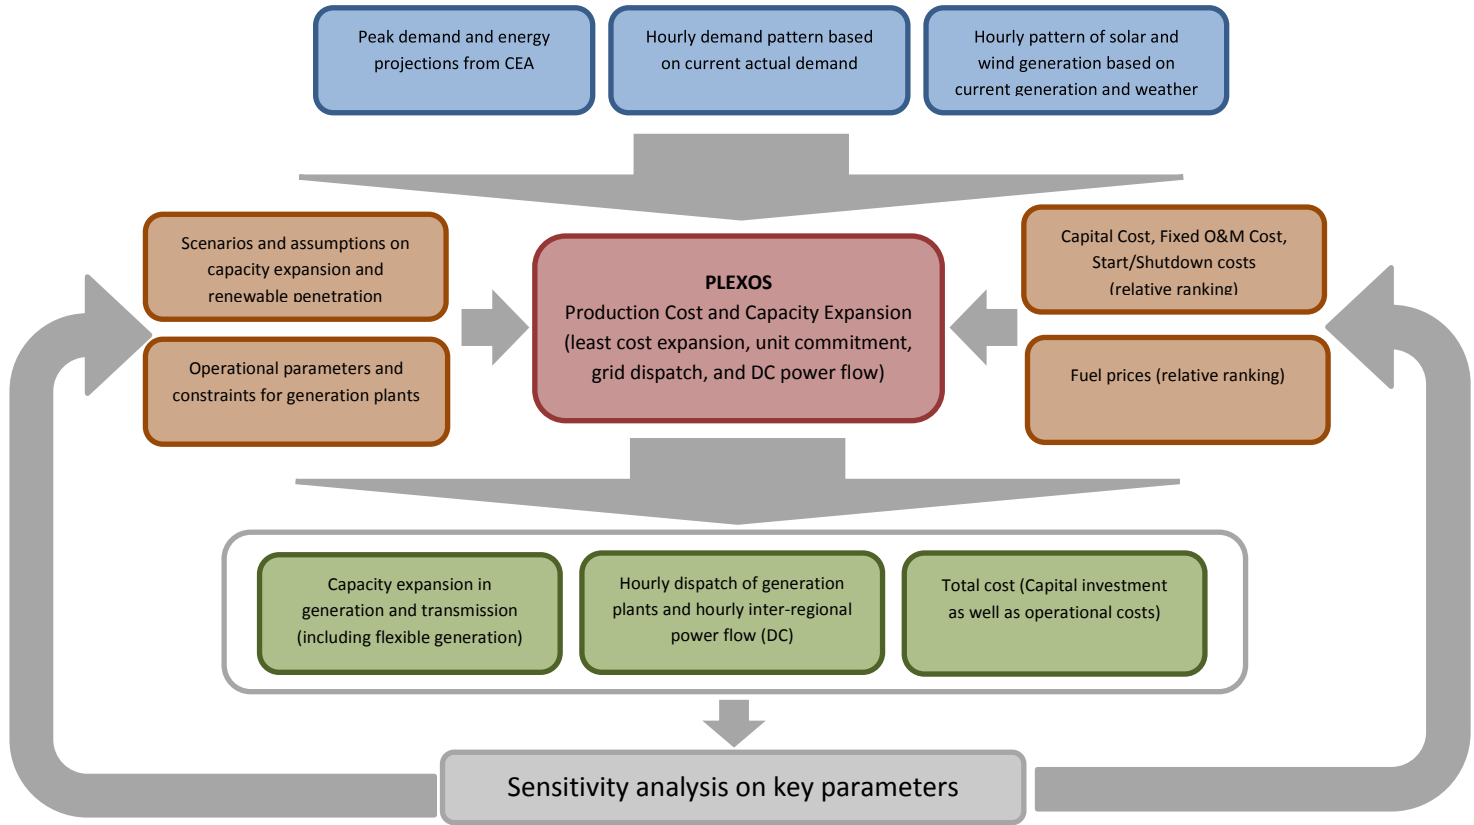 Peak demand and energy
projections from CEA
Hourly demand pattern based
on current actual demand
Hourly pattern of solar and
wind generation based on
current generation and weather
Scenarios and assumptions on
capacity expansion and
renewable penetration
Operational parameters and
constraints for generation plants
PLEXOS
Production Cost and Capacity Expansion
(least cost expansion, unit commitment,
grid dispatch, and DC power flow)
Capital Cost, Fixed O&M Cost,
Start/Shutdown costs
(relative ranking)
Fuel prices (relative ranking)
Capacity expansion in
generation and transmission
(including flexible generation)
Hourly dispatch of generation
plants and hourly inter-regional
power flow (DC)
Total cost (Capital investment
as well as operational costs)
Sensitivity analysis on key parameters